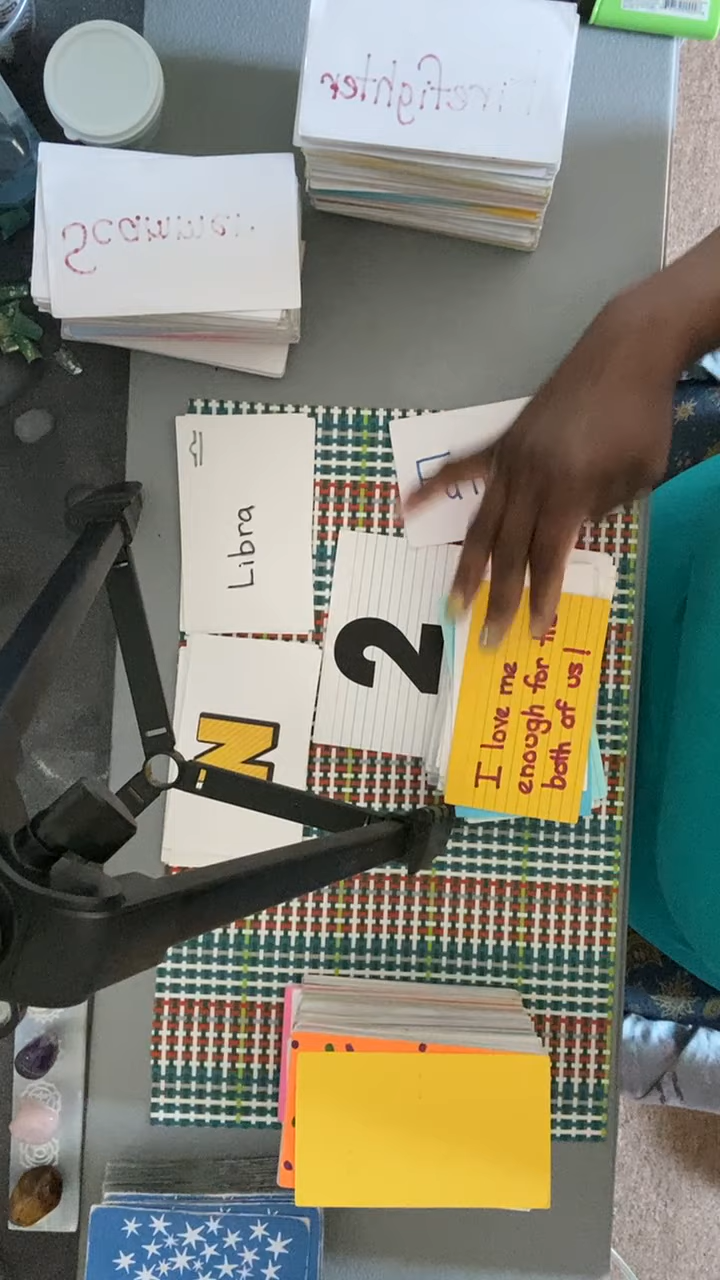 Firefighter
Scammer
Libra
N
2
I love me
enough for the
both of us!